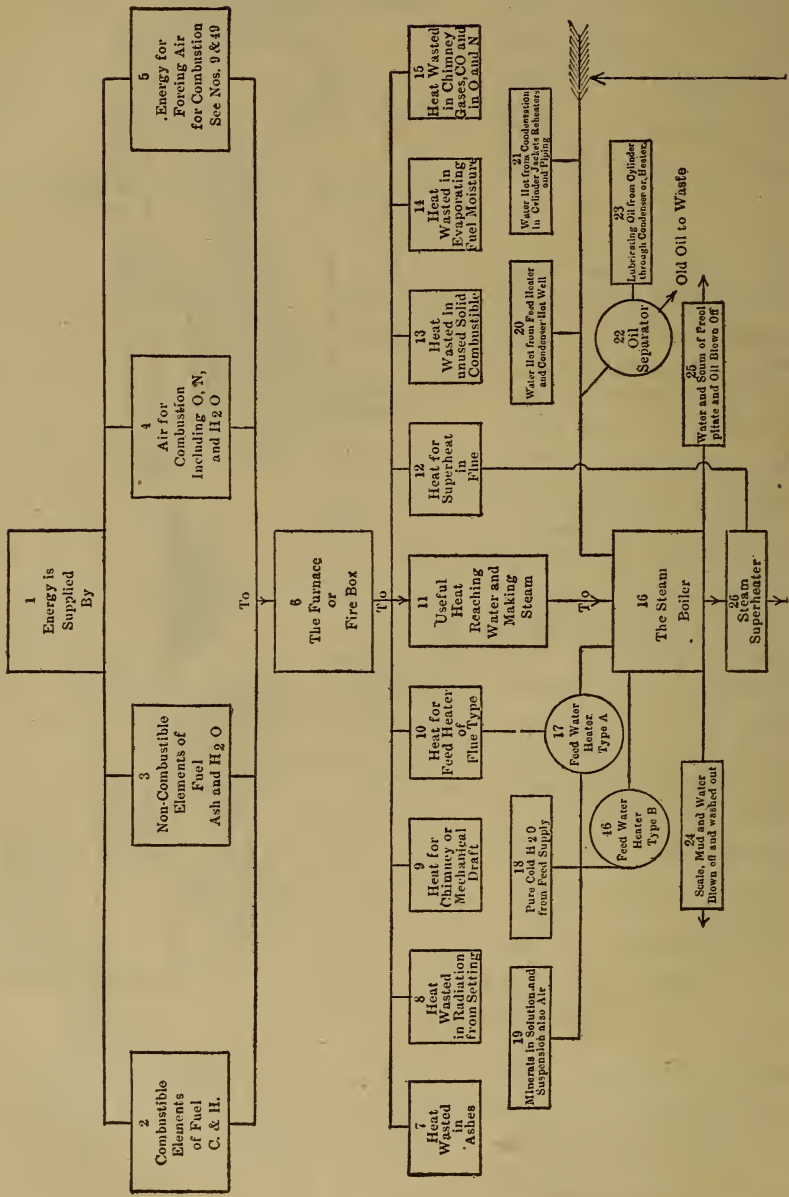 1
Energy is
Supplied
By
2
Combustible
Elements
of Fuel
C. & H.
3
Non-Combustible
Elements of
Fuel
Ash and H2O
4
Air for
Combustion
Including O, N,
and H2O
5
Energy for
Forcing Air
for Combustion
See Nos. 9 & 49
To
6
The Furnace
or
Fire Box
To
7
Heat
Wasted
in
Ashes
8
Heat
Wasted
in Radiation
from Setting
9
Heat for
Chimney or
Mechanical
Draft
10
Heat for
Feed Heater
of
Flue Type
11
Useful
Heat
Reaching
Water and
Making
Steam
12
Heat for
Superheat
in
Flue
13
Heat
Wasted in
unused Solid
Combustible
14
Heat
Wasted in
Evaporating
Fuel Moisture
15
Heat Wasted
in Chimney
Gases, CO and
in O and N
To
19
Minerals in Solution and
Suspension also Air
18
Pure Cold H2O
from Feed Supply
17
Feed Water
Heater
Type A
46
Feed Water
Heater
Type B
16
The Steam
Boiler
20
Water Hot from Feed Heater
and Condenser Hot Well
21
Water Hot from Condensation
In Cylinder Jackets Reheaters
and Piping
22
Oil
Separator
23
Lubricating Oil from Cylinder
through Condenser or Heater
Old Oil to Waste
24
Scale, Mud and Water
Blown off and washed out
25
Water and Scum of Preci
pitate and Oil Blown Off
26
Steam
Superheater